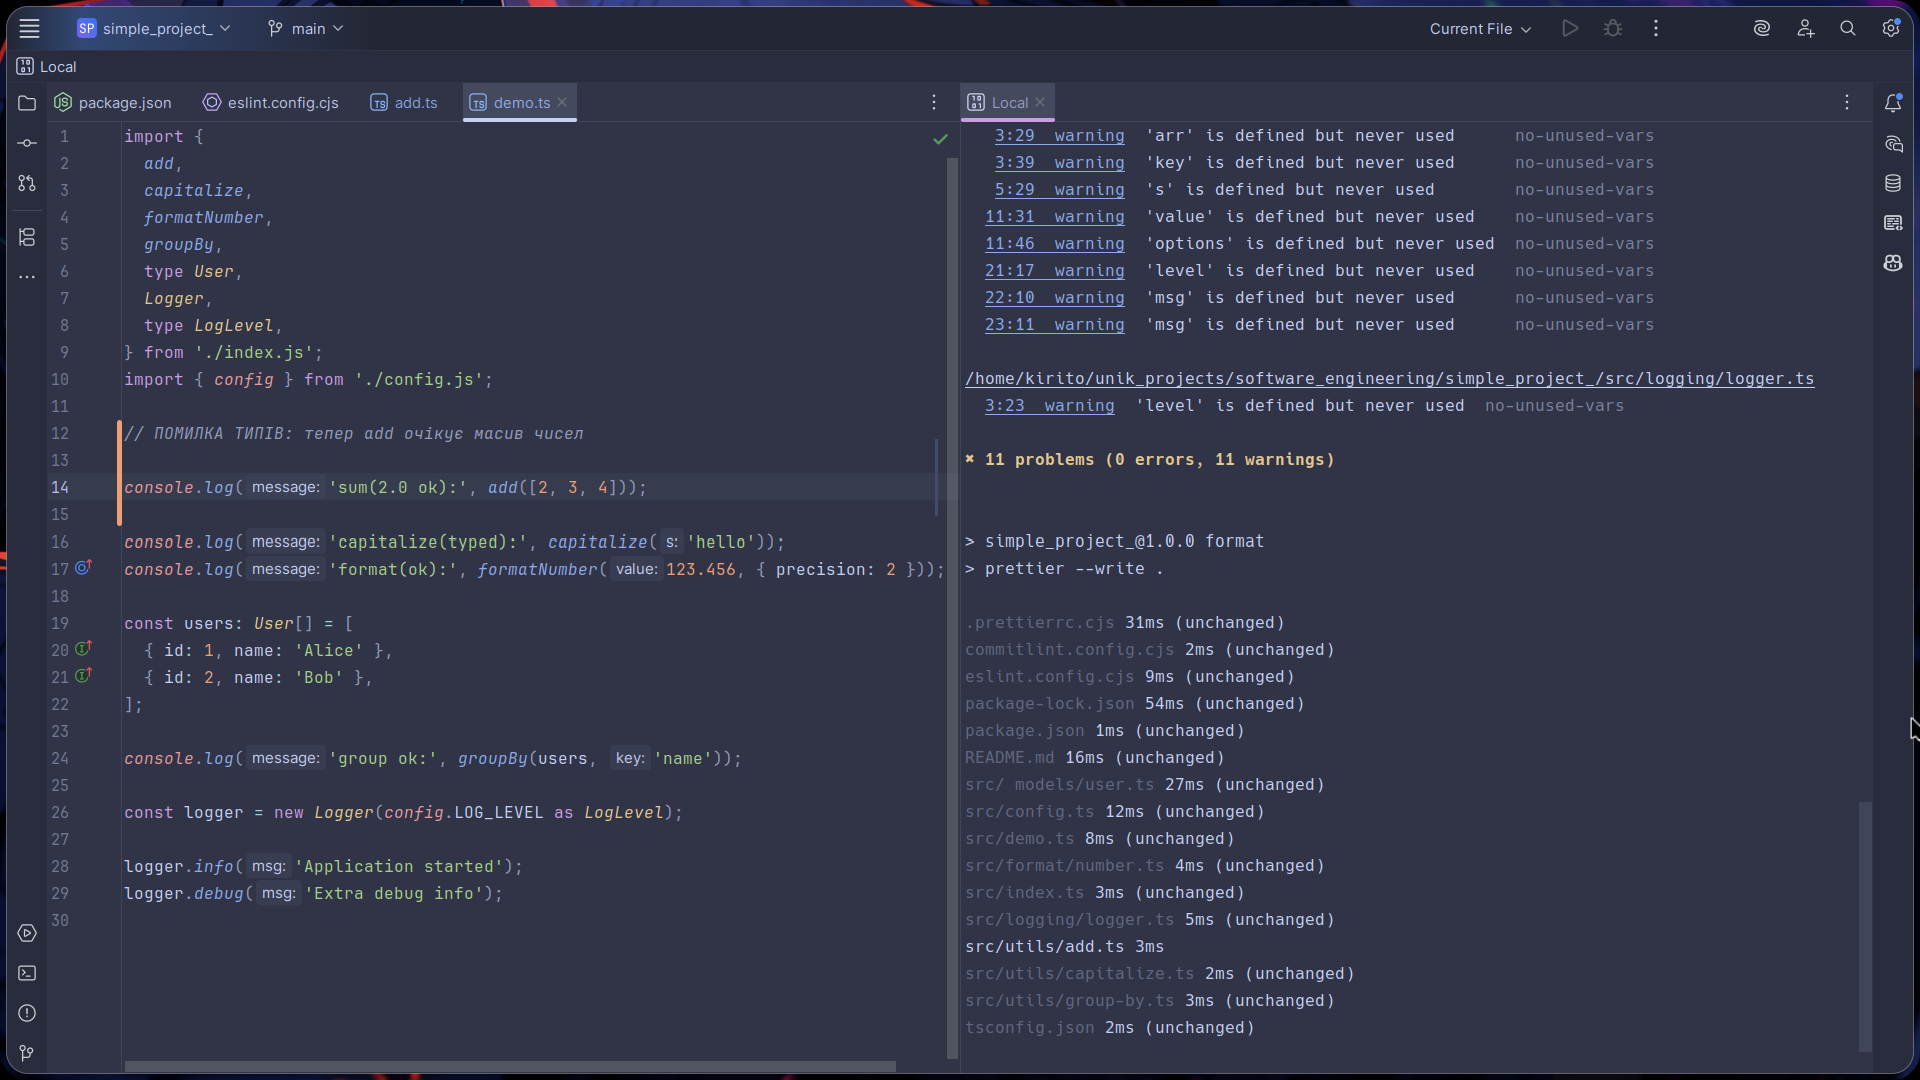 SP simple_project_ main Current File
Local
package.json eslint.config.cjs add.ts demo.ts
1 import {
2 add,
3 capitalize,
4 formatNumber,
5 groupBy,
6 type User,
7 Logger,
8 type LogLevel,
9 } from './index.js';
10 import { config } from './config.js';
11
12 // ПОМИЛКА ТИПІВ: тепер add очікує масив чисел
13
14 console.log( message: 'sum(2.0 ok):', add([2, 3, 4]));
15
16 console.log( message: 'capitalize(typed):', capitalize( s: 'hello'));
17 console.log( message: 'format(ok):', formatNumber( value: 123.456, { precision: 2 }));
18
19 const users: User[] = [
20 { id: 1, name: 'Alice' },
21 { id: 2, name: 'Bob' },
22 ];
23
24 console.log( message: 'group ok:', groupBy(users, key: 'name'));
25
26 const logger = new Logger(config.LOG_LEVEL as LogLevel);
27
28 logger.info( msg: 'Application started');
29 logger.debug( msg: 'Extra debug info');
30
Local
3:29 warning 'arr' is defined but never used no-unused-vars
3:39 warning 'key' is defined but never used no-unused-vars
5:29 warning 's' is defined but never used no-unused-vars
11:31 warning 'value' is defined but never used no-unused-vars
11:46 warning 'options' is defined but never used no-unused-vars
21:17 warning 'level' is defined but never used no-unused-vars
22:10 warning 'msg' is defined but never used no-unused-vars
23:11 warning 'msg' is defined but never used no-unused-vars
/home/kirito/unik_projects/software_engineering/simple_project_/src/logging/logger.ts
3:23 warning 'level' is defined but never used no-unused-vars
✖ 11 problems (0 errors, 11 warnings)
> simple_project_@1.0.0 format
> prettier --write .
.prettierrc.cjs 31ms (unchanged)
commitlint.config.cjs 2ms (unchanged)
eslint.config.cjs 9ms (unchanged)
package-lock.json 54ms (unchanged)
package.json 1ms (unchanged)
README.md 16ms (unchanged)
src/ models/user.ts 27ms (unchanged)
src/config.ts 12ms (unchanged)
src/demo.ts 8ms (unchanged)
src/format/number.ts 4ms (unchanged)
src/index.ts 3ms (unchanged)
src/logging/logger.ts 5ms (unchanged)
src/utils/add.ts 3ms
src/utils/capitalize.ts 2ms (unchanged)
src/utils/group-by.ts 3ms (unchanged)
tsconfig.json 2ms (unchanged)